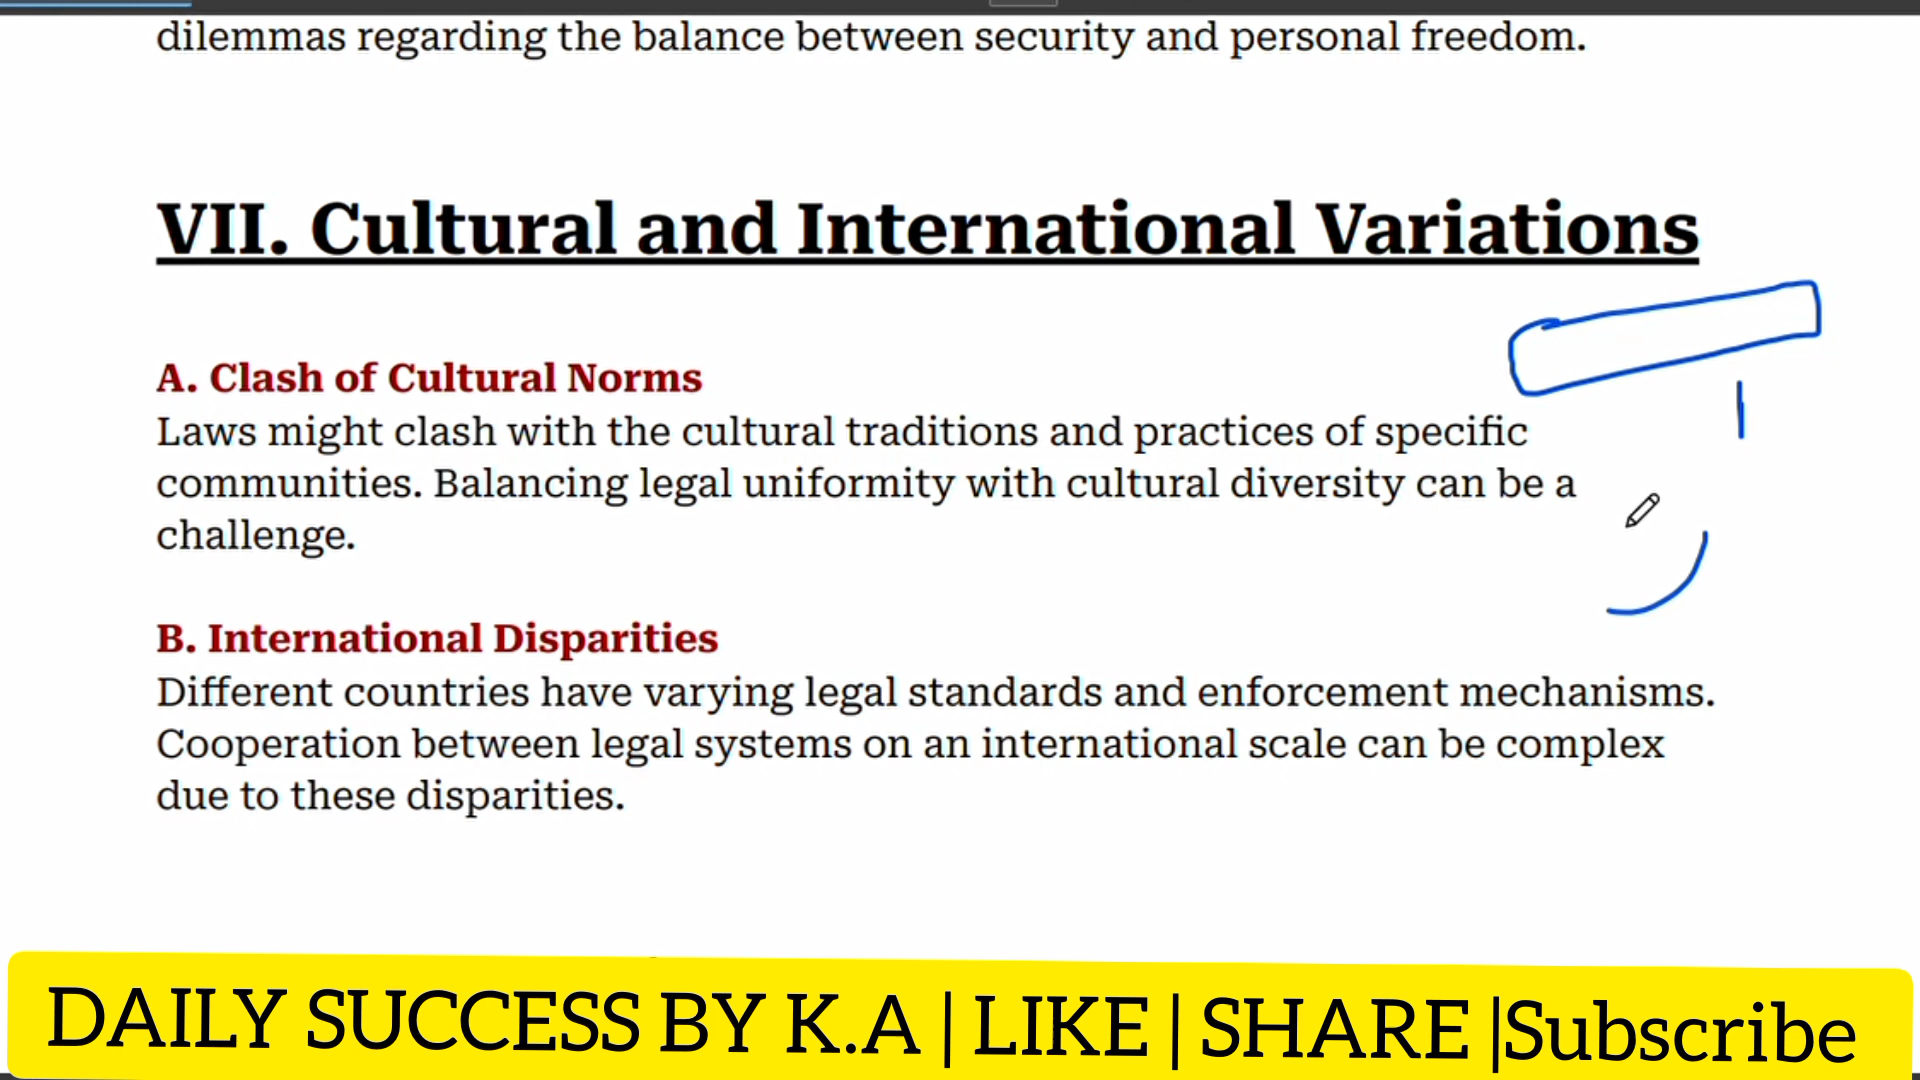 dilemmas regarding the balance between security and personal freedom.
VII. Cultural and International Variations
A. Clash of Cultural Norms
Laws might clash with the cultural traditions and practices of specific
communities. Balancing legal uniformity with cultural diversity can be a
challenge.
B. International Disparities
Different countries have varying legal standards and enforcement mechanisms.
Cooperation between legal systems on an international scale can be complex
due to these disparities.
DAILY SUCCESS BY K.A | LIKE | SHARE |Subscribe